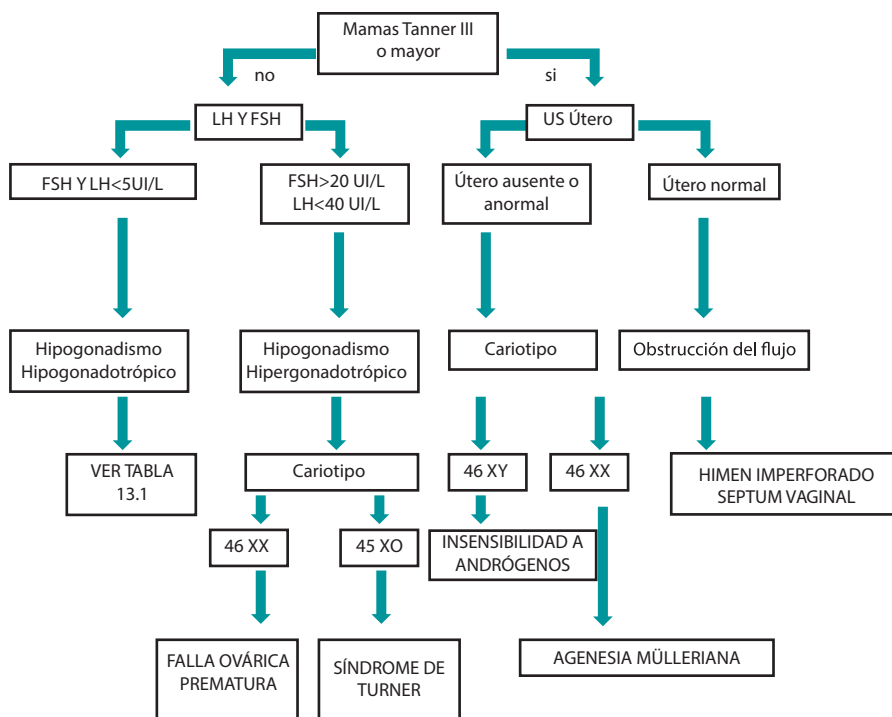 Mamas Tanner III
o mayor
no
si
LH Y FSH
US Útero
FSH Y LH<5UI/L
FSH>20 UI/L
LH<40 UI/L
Útero ausente o
anormal
Útero normal
Hipogonadismo
Hipogonadotrópico
Hipogonadismo
Hipergonadotrópico
Cariotipo
Obstrucción del flujo
VER TABLA
13.1
Cariotipo
46 XY
46 XX
HIMEN IMPERFORADO
SEPTUM VAGINAL
46 XX
45 XO
INSENSIBILIDAD A
ANDRÓGENOS
FALLA OVÁRICA
PREMATURA
SÍNDROME DE
TURNER
AGENESIA MÜLLERIANA